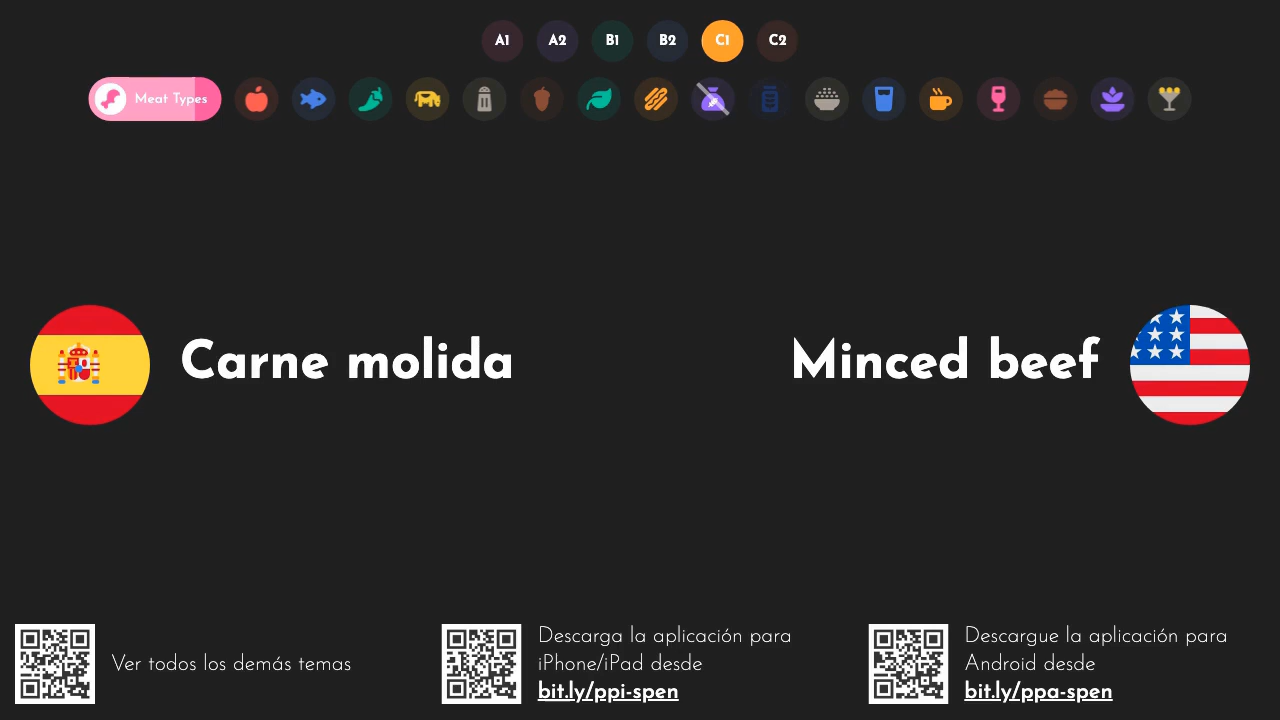 A1 A2 B1 B2 C1 C2
Meat Types
Carne molida
Minced beef
Ver todos los demás temas
Descarga la aplicación para
iPhone/iPad desde
bit.ly/ppi-spen
Descargue la aplicación para
Android desde
bit.ly/ppa-spen